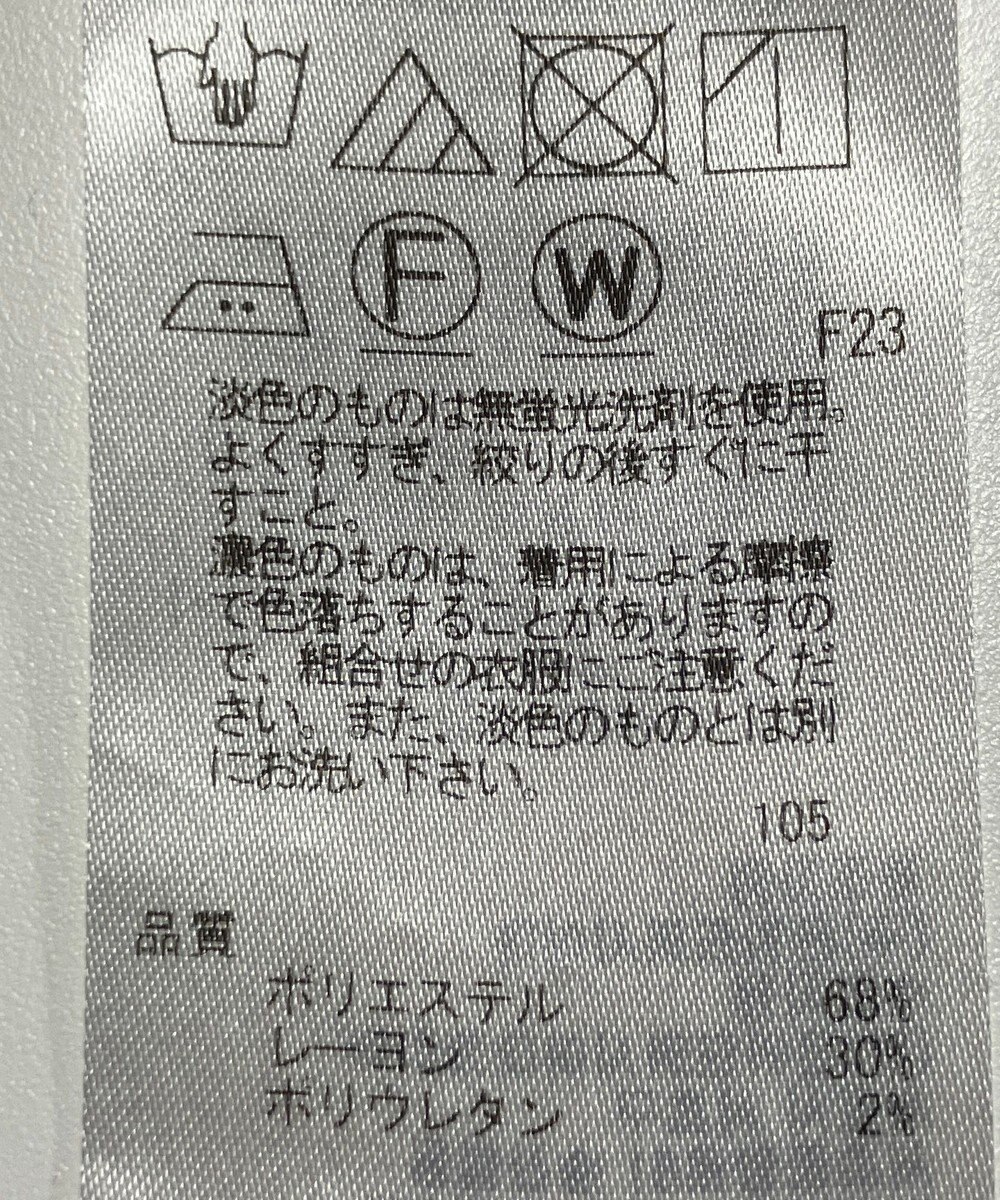 F
W
F23
淡色のものは無蛍光洗剤を使用。
よくすすぎ、絞りの後すぐに干
すこと。
濃色のものは、着用による摩擦
で色落ちすることがありますの
で、組合せの衣服にご注意くだ
さい。また、淡色のものとは別
にお洗い下さい。
105
品質
ポリエステル 68%
レーヨン 30%
ポリウレタン 2%